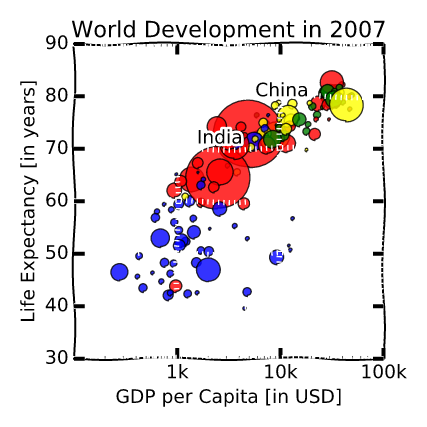 World Development in 2007
90
80
70
60
50
40
30
China
India
Life Expectancy [in years]
1k
10k
100k
GDP per Capita [in USD]